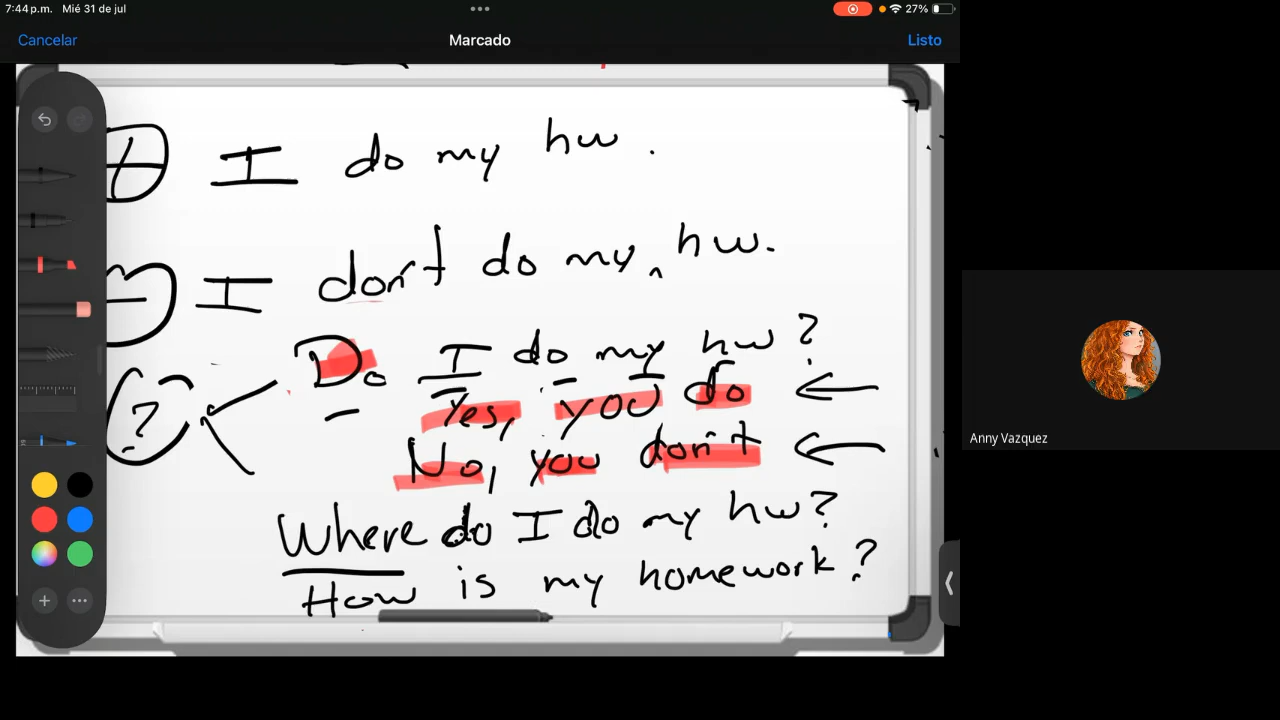 7:44 p.m. Mié 31 de jul
27%
Cancelar
Marcado
Listo
+ I do my hw.
- I don't do my ^ hw.
Do I do my hw?
? Yes, you do ←
No, you don't ←
Where do I do my hw?
How is my homework?
Anny Vazquez